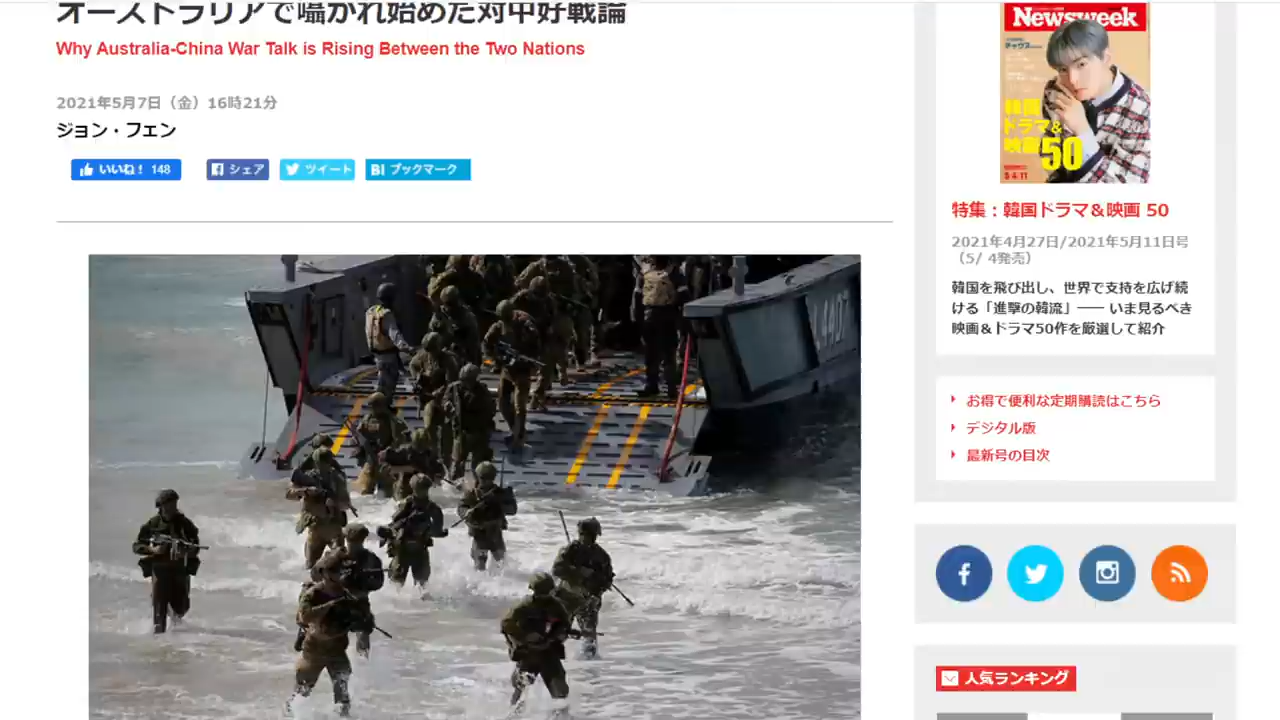 オーストラリアで囁かれ始めた対中好戦論
Why Australia-China War Talk is Rising Between the Two Nations
2021年5月7日（金）16時21分
ジョン・フェン
いいね！ 148
シェア
ツイート
B! ブックマーク
Newsweek
韓国
ドラマ&
映画50
特集：韓国ドラマ&映画 50
2021年4月27日/2021年5月11日号
（5/ 4発売）
韓国を飛び出し、世界で支持を広げ続
ける「進撃の韓流」―― いま見るべき
映画&ドラマ50作を厳選して紹介
お得で便利な定期購読はこちら
デジタル版
最新号の目次
人気ランキング